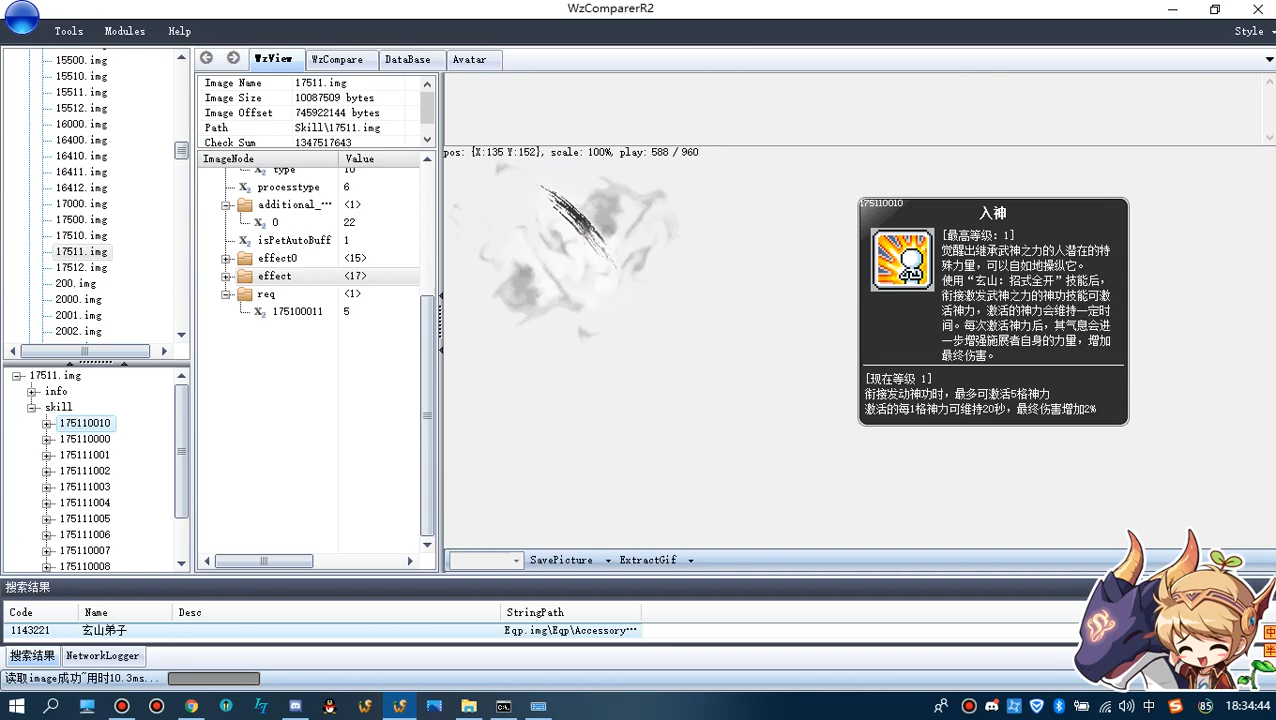 WzComparerR2
Tools
Modules
Help
Style
15500.img
15510.img
15511.img
15512.img
16000.img
16400.img
16410.img
16411.img
16412.img
17000.img
17500.img
17510.img
17511.img
17512.img
200.img
2000.img
2001.img
2002.img
WzView
WzCompare
DataBase
Avatar
Image Name 17511.img
Image Size 10087509 bytes
Image Offset 745922144 bytes
Path Skill\17511.img
Check Sum 1347517643
ImageNode Value
type 10
processtype 6
additional_··· <1>
0 22
isPetAutoBuff 1
effect0 <15>
effect <17>
req <1>
175100011 5
pos: {X:135 Y:152}, scale: 100%, play: 588 / 960
175110010
入神
[最高等级: 1]
觉醒出继承武神之力的人潜在的特
殊力量，可以自如地操纵它。
使用“玄山: 招式全开”技能后，
衔接激发武神之力的神功技能可激
活神力，激活的神力会维持一定时
间。每次激活神力后，其气息会进
一步增强施展者自身的力量，增加
最终伤害。
[现在等级 1]
衔接发动神功时，最多可激活5格神力
激活的每1格神力可维持20秒，最终伤害增加2%
17511.img
info
skill
175110010
175110000
175111001
175111002
175111003
175111004
175111005
175111006
175110007
175110008
SavePicture
ExtractGif
搜索结果
Code Name Desc StringPath
1143221 玄山弟子 Eqp.img\Eqp\Accessory···
搜索结果
NetworkLogger
读取image成功~用时10.3ms...
中
半
中
85
18:34:44